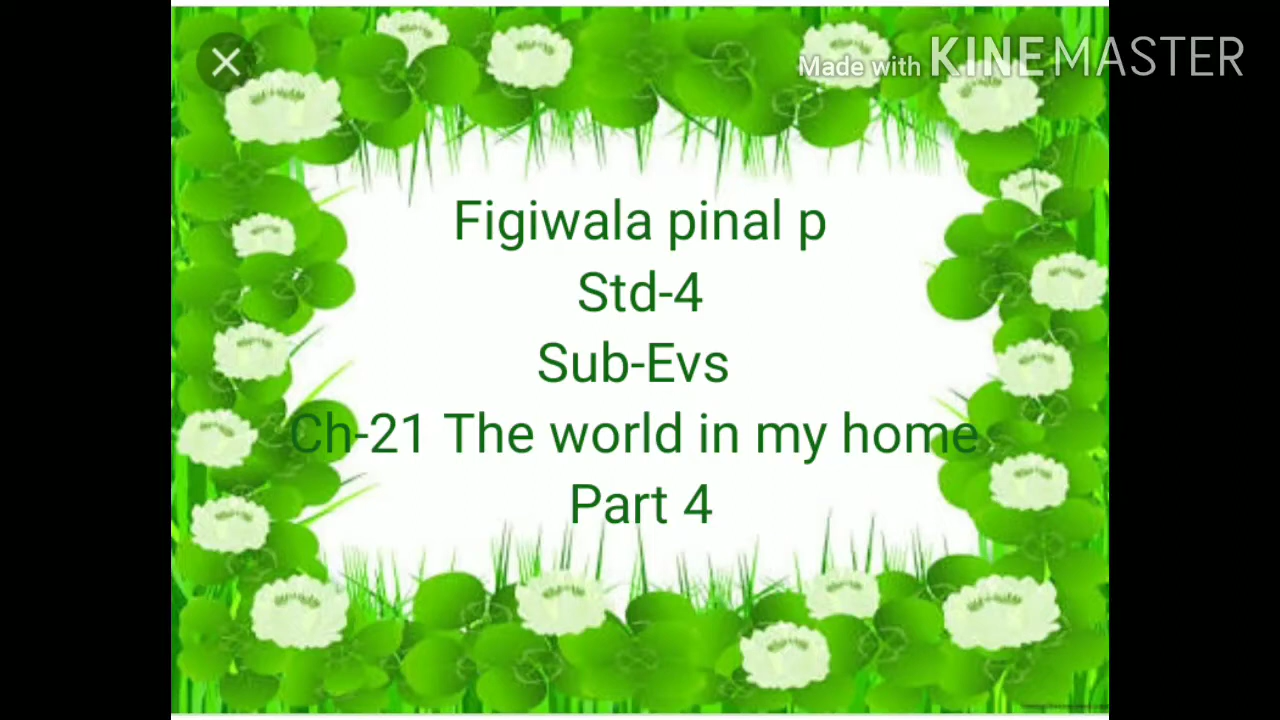 Made with KINEMASTER
Figiwala pinal p
Std-4
Sub-Evs
Ch-21 The world in my home
Part 4